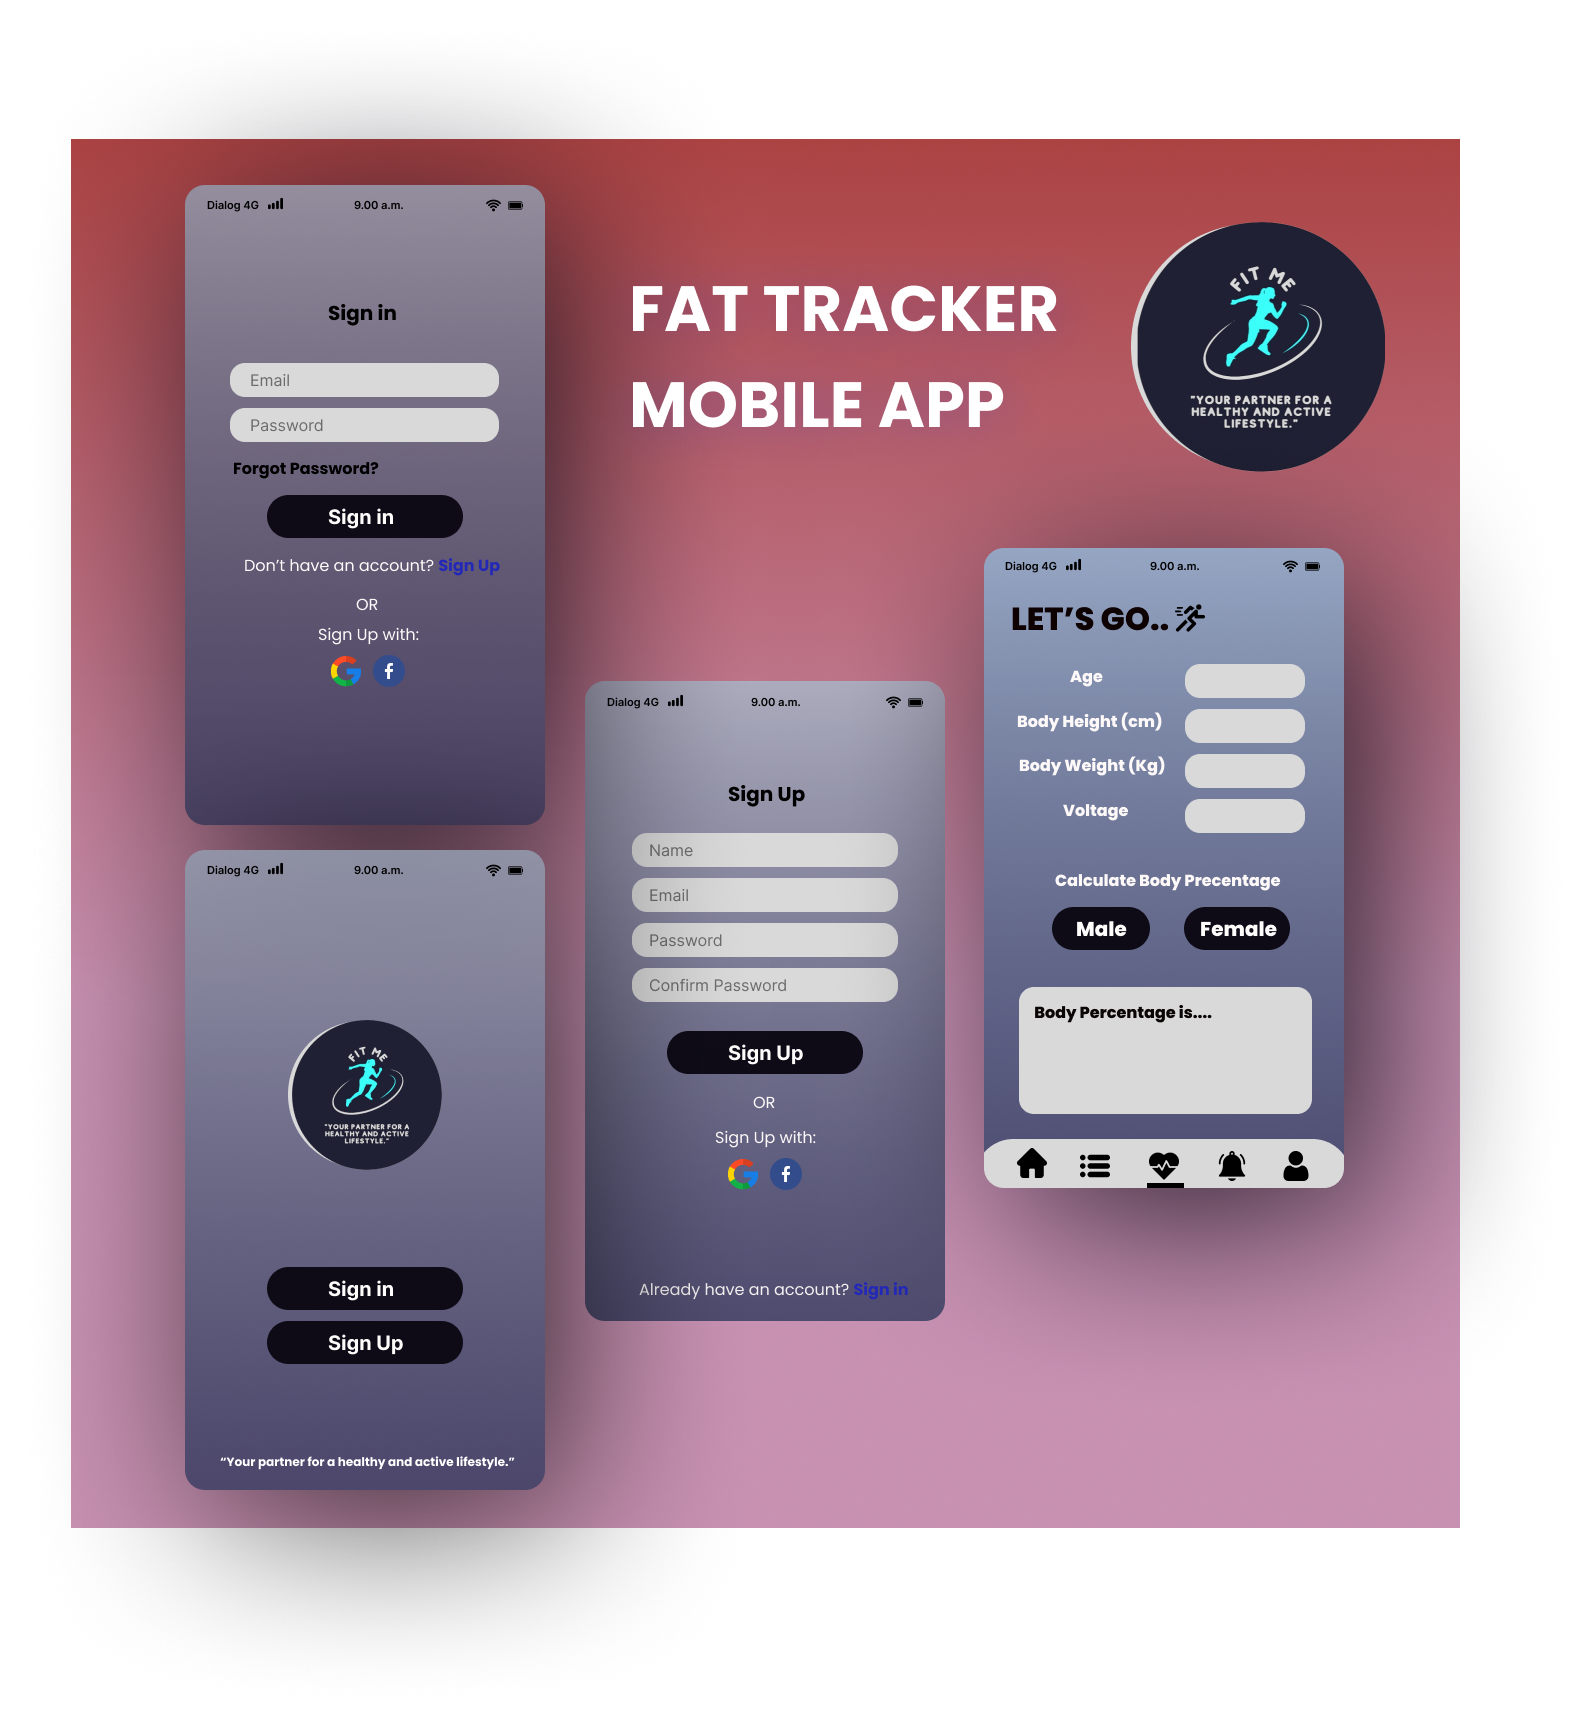 Dialog 4G
9.00 a.m.
Sign in
Email
Password
Forgot Password?
Sign in
Don’t have an account? Sign Up
OR
Sign Up with:
FAT TRACKER
MOBILE APP
FIT ME
"YOUR PARTNER FOR A
HEALTHY AND ACTIVE
LIFESTYLE."
Dialog 4G
9.00 a.m.
FIT ME
"YOUR PARTNER FOR A
HEALTHY AND ACTIVE
LIFESTYLE."
Sign in
Sign Up
“Your partner for a healthy and active lifestyle.”
Dialog 4G
9.00 a.m.
Sign Up
Name
Email
Password
Confirm Password
Sign Up
OR
Sign Up with:
Already have an account? Sign in
Dialog 4G
9.00 a.m.
LET’S GO..
Age
Body Height (cm)
Body Weight (Kg)
Voltage
Calculate Body Precentage
Male
Female
Body Percentage is....